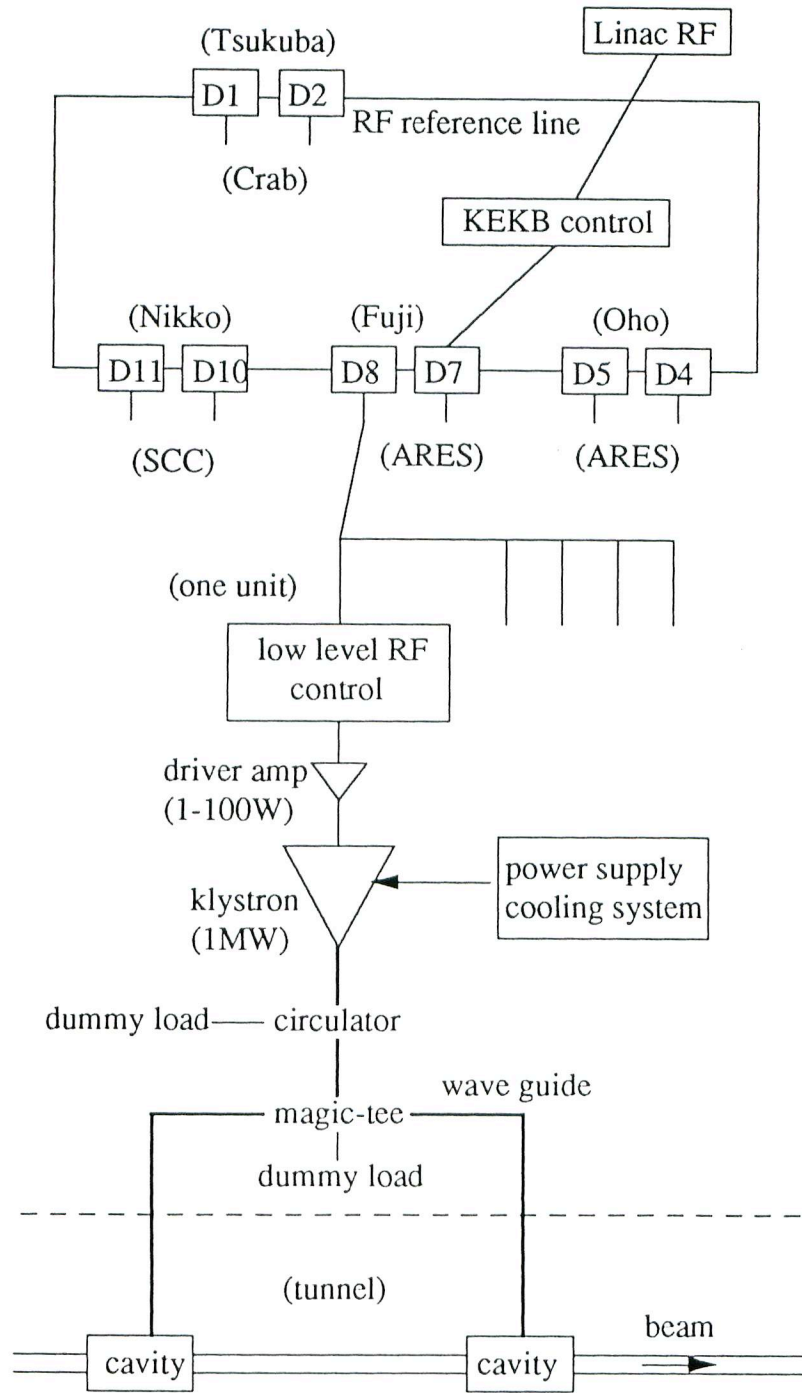 (Tsukuba)
Linac RF
D1
D2
RF reference line
(Crab)
KEKB control
(Nikko)
(Fuji)
(Oho)
D11
D10
D8
D7
D5
D4
(SCC)
(ARES)
(ARES)
(one unit)
low level RF
control
driver amp
(1-100W)
klystron
(1MW)
power supply
cooling system
dummy load
circulator
wave guide
magic-tee
dummy load
(tunnel)
beam
cavity
cavity